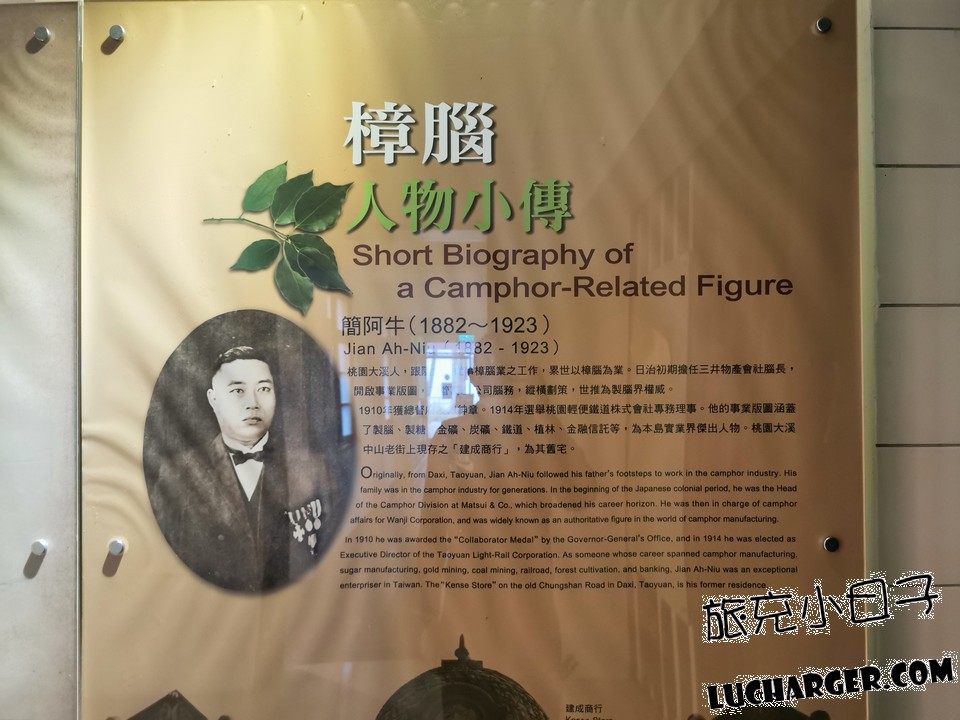 樟腦
人物小傳
Short Biography of
a Camphor-Related Figure
簡阿牛（1882～1923）
Jian Ah-Niu ( 1882 - 1923 )
桃園大溪人，跟隨 樟腦業之工作，累世以樟腦為業。日治初期擔任三井物產會社腦長，
開啟事業版圖， 公司腦務，縱橫劃策，世推為製腦界權威。
1910年獲總督 紳章。1914年選舉桃園輕便鐵道株式會社專務理事。他的事業版圖涵蓋
了製腦、製糖、金礦、炭礦、鐵道、植林、金融信託等，為本島實業界傑出人物。桃園大溪
中山老街上現存之「建成商行」，為其舊宅。
Originally, from Daxi, Taoyuan, Jian Ah-Niu followed his father's footsteps to work in the camphor industry. His
family was in the camphor industry for generations. In the beginning of the Japanese colonial period, he was the Head
of the Camphor Division at Matsui & Co., which broadened his career horizon. He was then in charge of camphor
affairs for Wanji Corporation, and was widely known as an authoritative figure in the world of camphor manufacturing.
In 1910 he was awarded the "Collaborator Medal" by the Governor-General's Office, and in 1914 he was elected as
Executive Director of the Taoyuan Light-Rail Corporation. As someone whose career spanned camphor manufacturing,
sugar manufacturing, gold mining, coal mining, railroad, forest cultivation, and banking, Jian Ah-Niu was an exceptional
enterpriser in Taiwan. The "Kense Store" on the old Chungshan Road in Daxi, Taoyuan, is his former residence.
建成商行
Kense Store
旅充小日子
LUCHARGER.COM